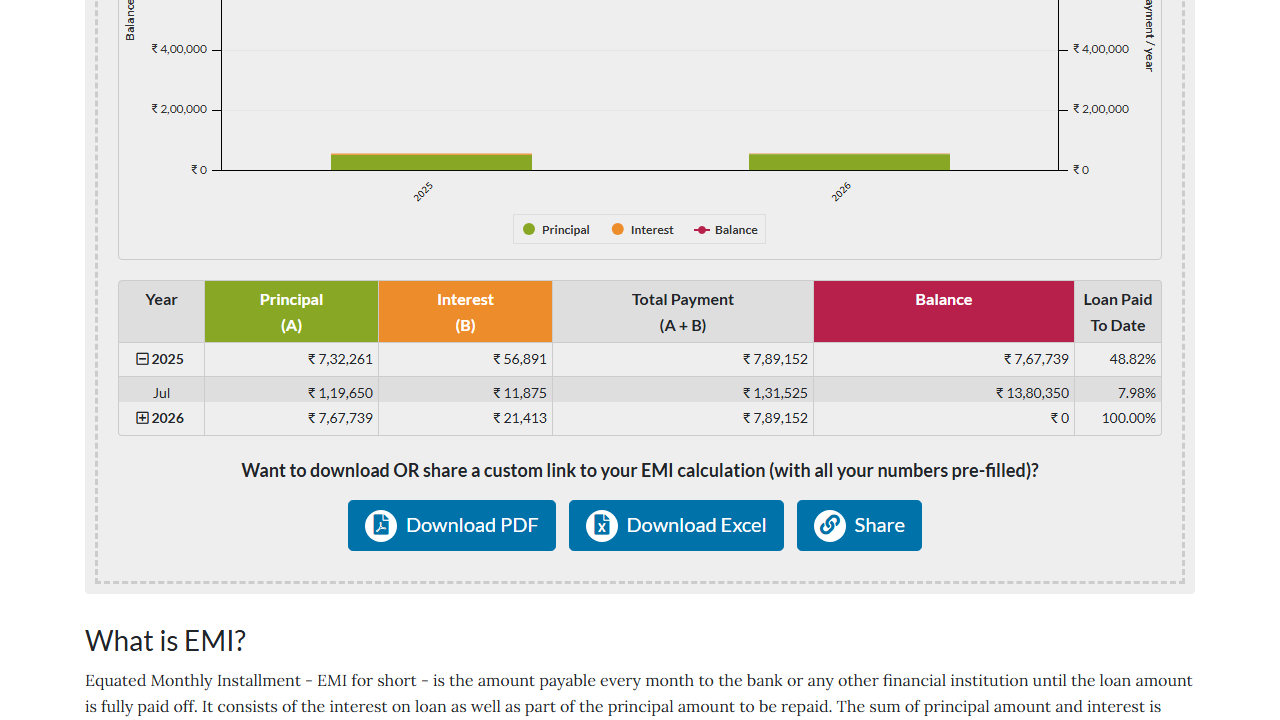 Balance
ayment / year
₹ 4,00,000 ₹ 4,00,000
₹ 2,00,000 ₹ 2,00,000
₹ 0 ₹ 0
2025 2026
Principal Interest Balance
Year Principal Interest Total Payment Balance Loan Paid
(A) (B) (A + B) To Date
2025 ₹ 7,32,261 ₹ 56,891 ₹ 7,89,152 ₹ 7,67,739 48.82%
Jul ₹ 1,19,650 ₹ 11,875 ₹ 1,31,525 ₹ 13,80,350 7.98%
2026 ₹ 7,67,739 ₹ 21,413 ₹ 7,89,152 ₹ 0 100.00%
Want to download OR share a custom link to your EMI calculation (with all your numbers pre-filled)?
Download PDF Download Excel Share
What is EMI?
Equated Monthly Installment - EMI for short - is the amount payable every month to the bank or any other financial institution until the loan amount
is fully paid off. It consists of the interest on loan as well as part of the principal amount to be repaid. The sum of principal amount and interest is